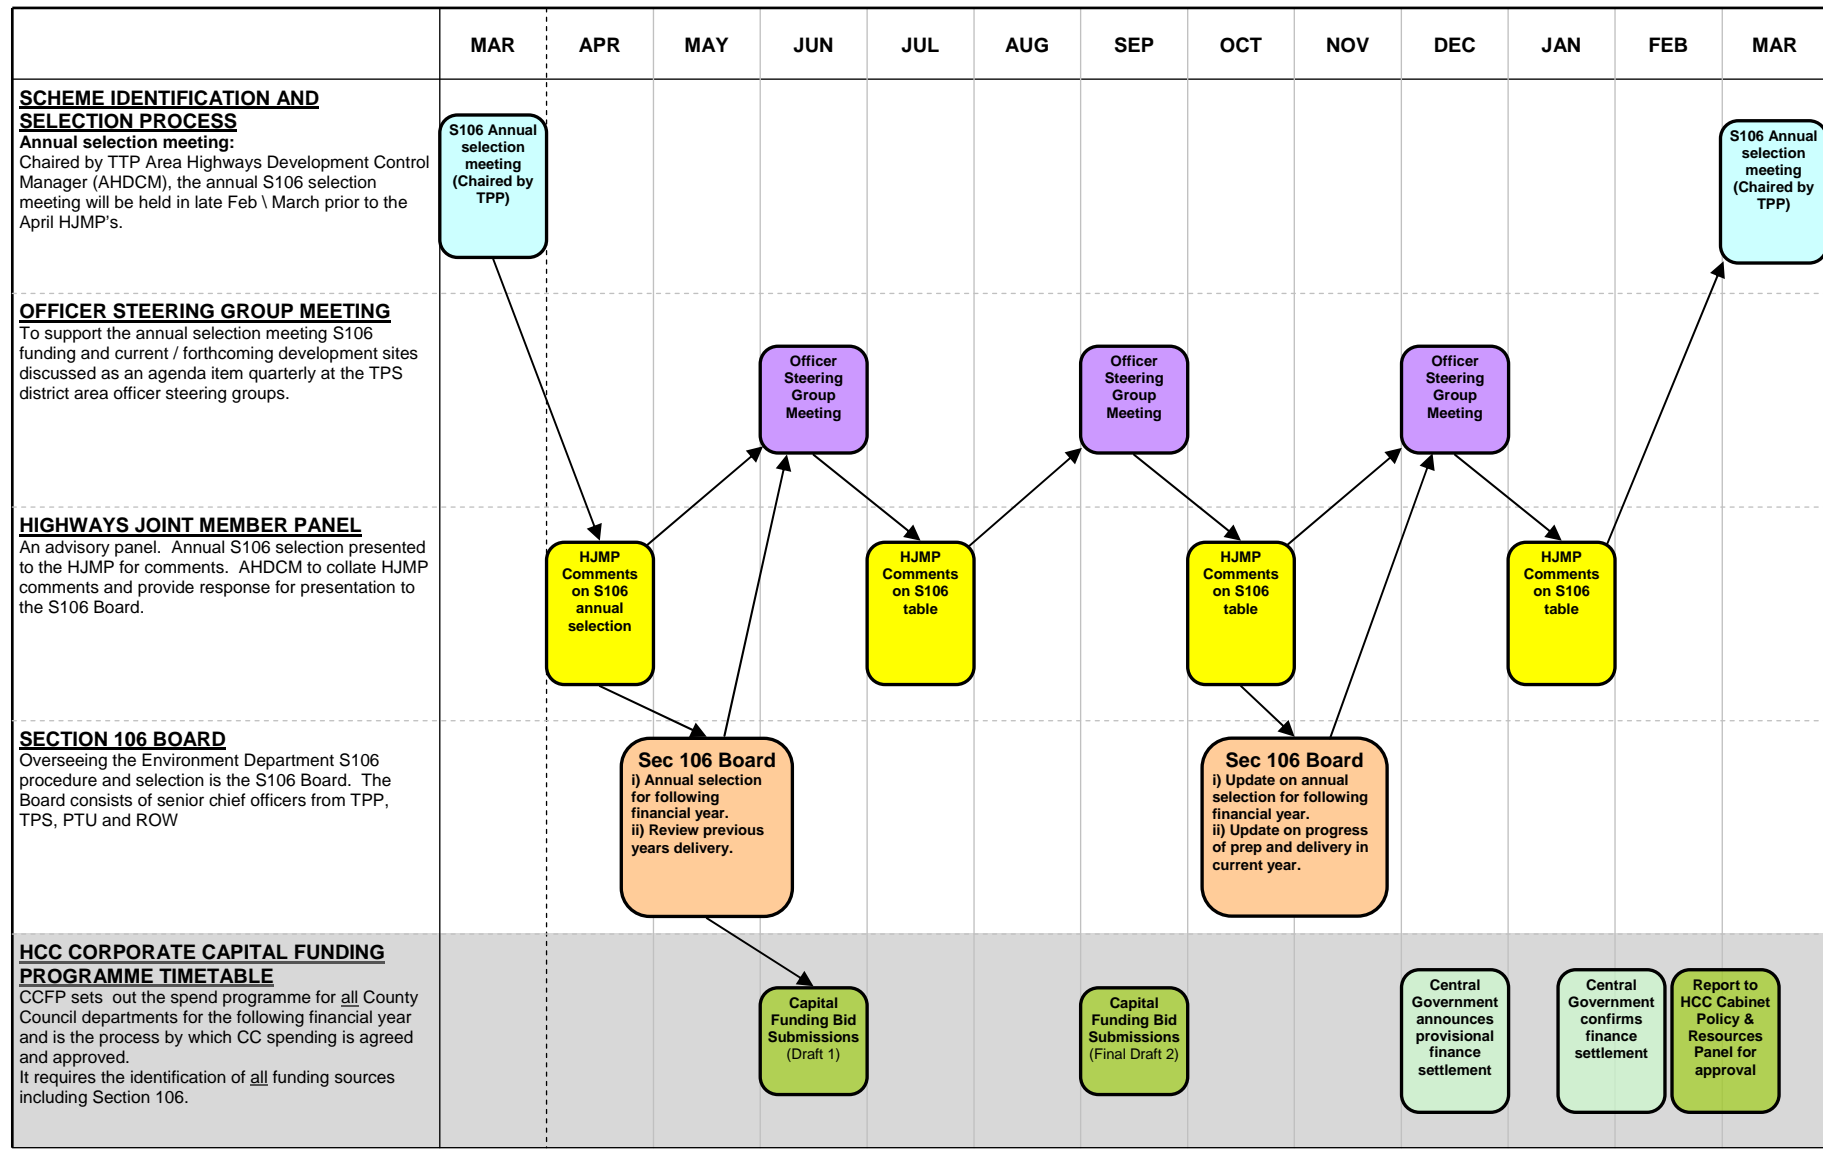 MAR APR MAY JUN JUL AUG SEP OCT NOV DEC JAN FEB MAR
SCHEME IDENTIFICATION AND
SELECTION PROCESS
Annual selection meeting:
Chaired by TTP Area Highways Development Control
Manager (AHDCM), the annual S106 selection
meeting will be held in late Feb \ March prior to the
April HJMP's.
S106 Annual
selection
meeting
(Chaired by
TPP)
S106 Annual
selection
meeting
(Chaired by
TPP)
OFFICER STEERING GROUP MEETING
To support the annual selection meeting S106
funding and current / forthcoming development sites
discussed as an agenda item quarterly at the TPS
district area officer steering groups.
Officer
Steering
Group
Meeting
Officer
Steering
Group
Meeting
Officer
Steering
Group
Meeting
HIGHWAYS JOINT MEMBER PANEL
An advisory panel.  Annual S106 selection presented
to the HJMP for comments.  AHDCM to collate HJMP
comments and provide response for presentation to
the S106 Board.
HJMP
Comments
on S106
annual
selection
HJMP
Comments
on S106
table
HJMP
Comments
on S106
table
HJMP
Comments
on S106
table
SECTION 106 BOARD
Overseeing the Environment Department S106
procedure and selection is the S106 Board.  The
Board consists of senior chief officers from TPP,
TPS, PTU and ROW
Sec 106 Board
i) Annual selection
for following
financial year.
ii) Review previous
years delivery.
Sec 106 Board
i) Update on annual
selection for following
financial year.
ii) Update on progress
of prep and delivery in
current year.
HCC CORPORATE CAPITAL FUNDING
PROGRAMME TIMETABLE
CCFP sets  out the spend programme for all County
Council departments for the following financial year
and is the process by which CC spending is agreed
and approved.
It requires the identification of all funding sources
including Section 106.
Capital
Funding Bid
Submissions
(Draft 1)
Capital
Funding Bid
Submissions
(Final Draft 2)
Central
Government
announces
provisional
finance
settlement
Central
Government
confirms
finance
settlement
Report to
HCC Cabinet
Policy &
Resources
Panel for
approval